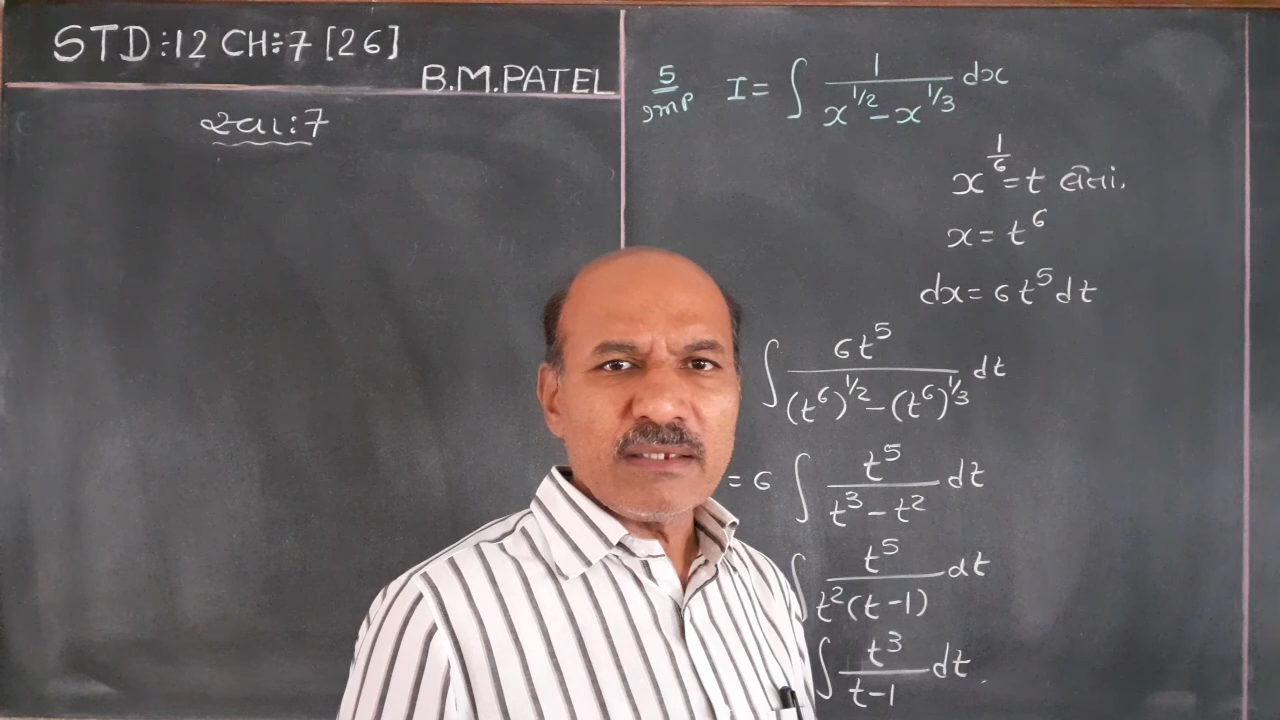 STD:-12 CH:-7 [26]
B.M.PATEL
સ્વા:7
5
Imp
I = ∫ 1/(x^1/2 - x^1/3) dx
x^1/6 = t લેતાં.
x = t^6
dx = 6t^5 dt
∫ 6t^5/((t^6)^1/2 - (t^6)^1/3) dt
= 6 ∫ t^5/(t^3 - t^2) dt
∫ t^5/(t^2(t-1)) dt
∫ t^3/(t-1) dt.